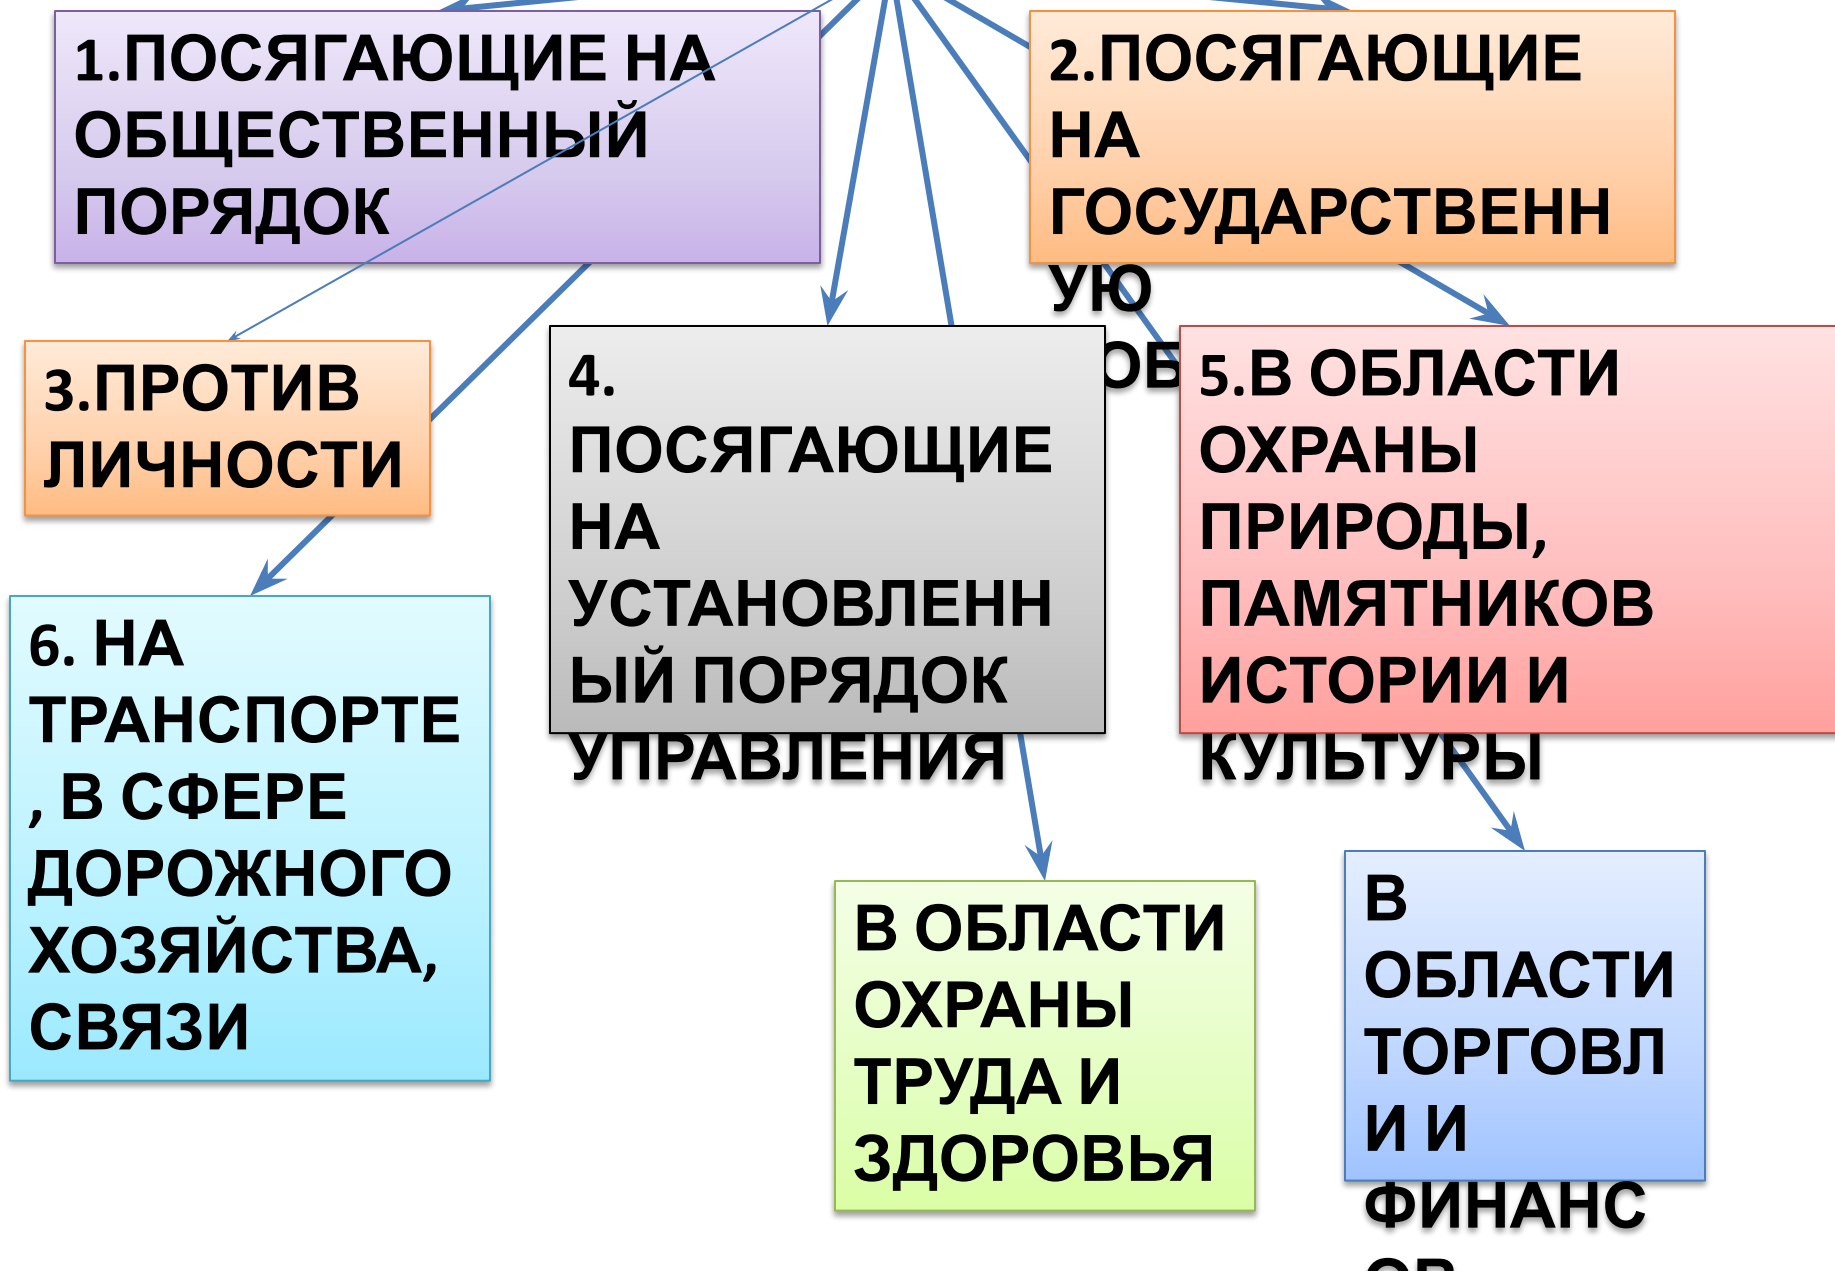 1.ПОСЯГАЮЩИЕ НА
ОБЩЕСТВЕННЫЙ
ПОРЯДОК
2.ПОСЯГАЮЩИЕ
НА
ГОСУДАРСТВЕНН
УЮ
3.ПРОТИВ
ЛИЧНОСТИ
4.
ПОСЯГАЮЩИЕ
НА
УСТАНОВЛЕНН
ЫЙ ПОРЯДОК
УПРАВЛЕНИЯ
5.В ОБЛАСТИ
ОХРАНЫ
ПРИРОДЫ,
ПАМЯТНИКОВ
ИСТОРИИ И
КУЛЬТУРЫ
6. НА
ТРАНСПОРТЕ
, В СФЕРЕ
ДОРОЖНОГО
ХОЗЯЙСТВА,
СВЯЗИ
В ОБЛАСТИ
ОХРАНЫ
ТРУДА И
ЗДОРОВЬЯ
В
ОБЛАСТИ
ТОРГОВЛ
И И
ФИНАНС
ОВ